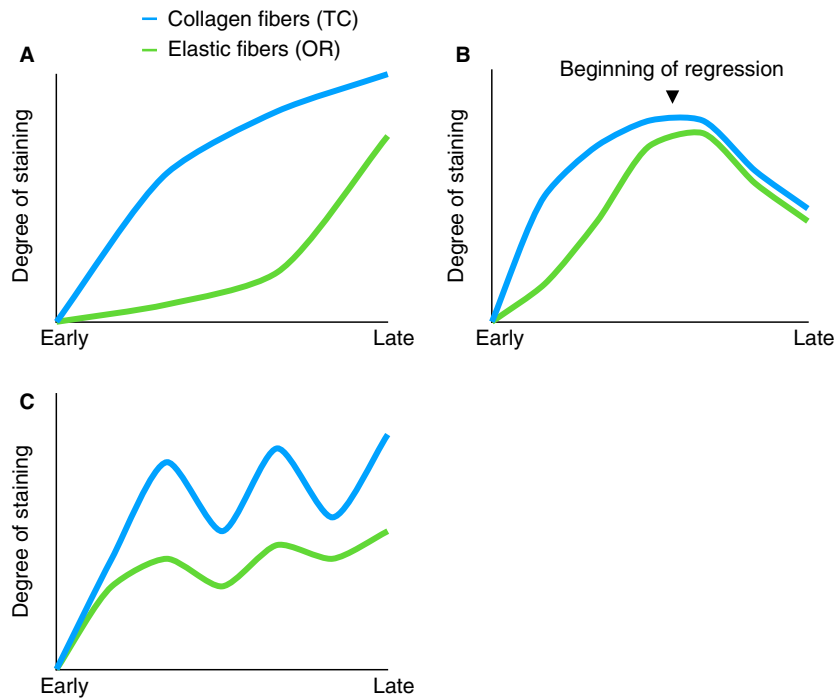 Collagen fibers (TC)
Elastic fibers (OR)
A
Degree of staining
Early
Late
B
Beginning of regression
Degree of staining
Early
Late
C
Degree of staining
Early
Late